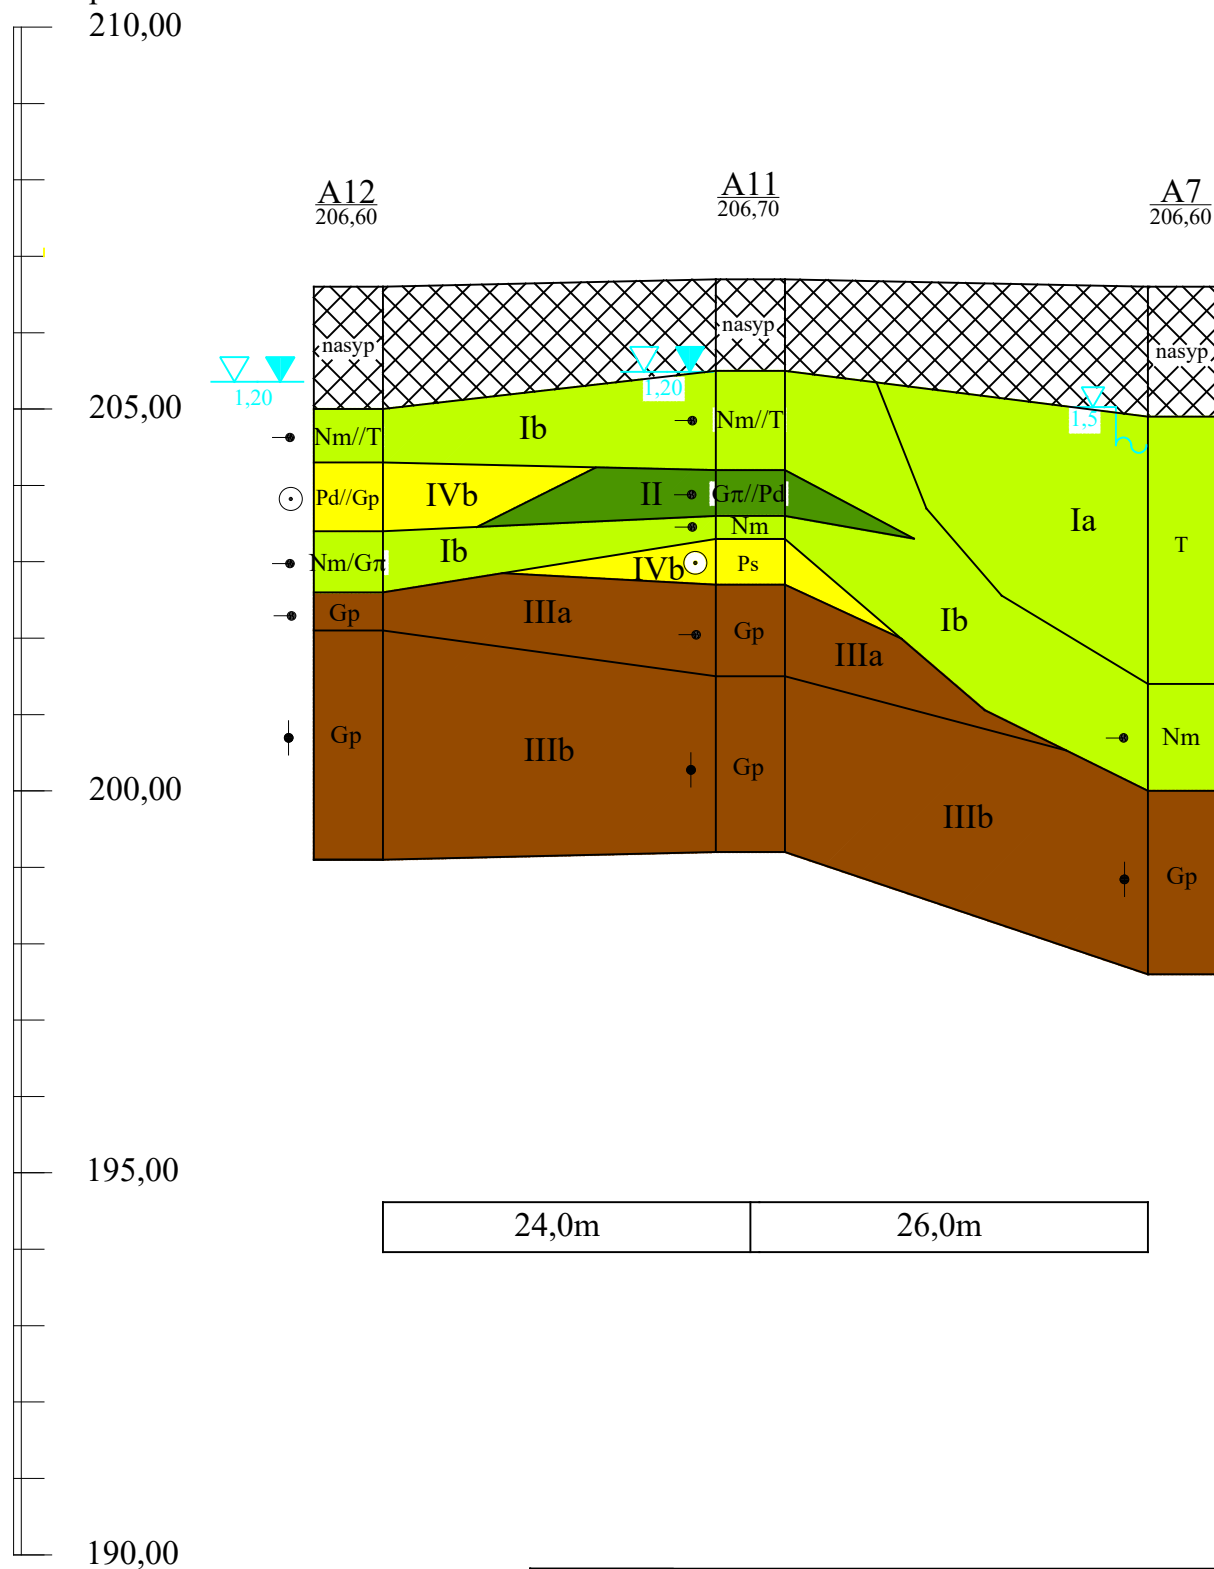 210,00
A12
206,60
A11
206,70
A7
206,60
nasyp
nasyp
nasyp
1,20
1,20
1,5
205,00
Nm//T
Ib
Nm//T
Pd//Gp
IVb
II
Gπ//Pd
Ia
Nm
T
Nm/Gπ
Ib
IVb
Ps
Gp
IIIa
Ib
Gp
IIIa
Gp
IIIb
Gp
Nm
200,00
IIIb
Gp
195,00
24,0m
26,0m
190,00